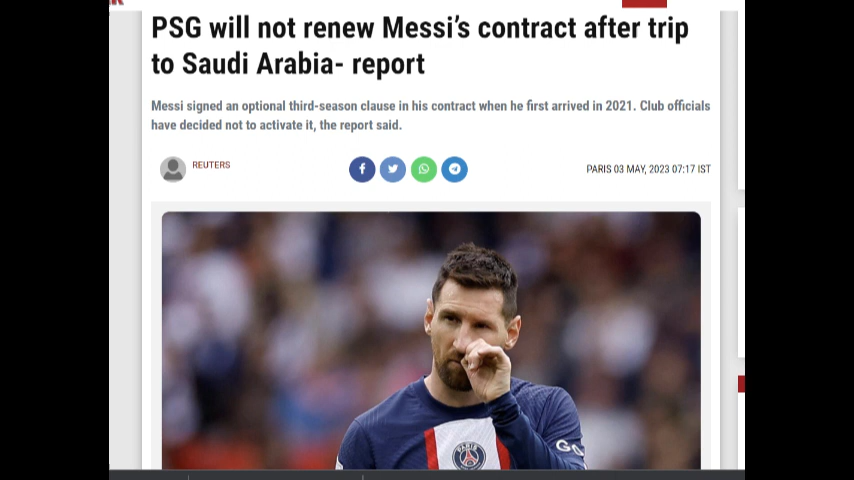 PSG will not renew Messi’s contract after trip
to Saudi Arabia- report
Messi signed an optional third-season clause in his contract when he first arrived in 2021. Club officials
have decided not to activate it, the report said.
REUTERS
PARIS 03 MAY, 2023 07:17 IST
PARIS